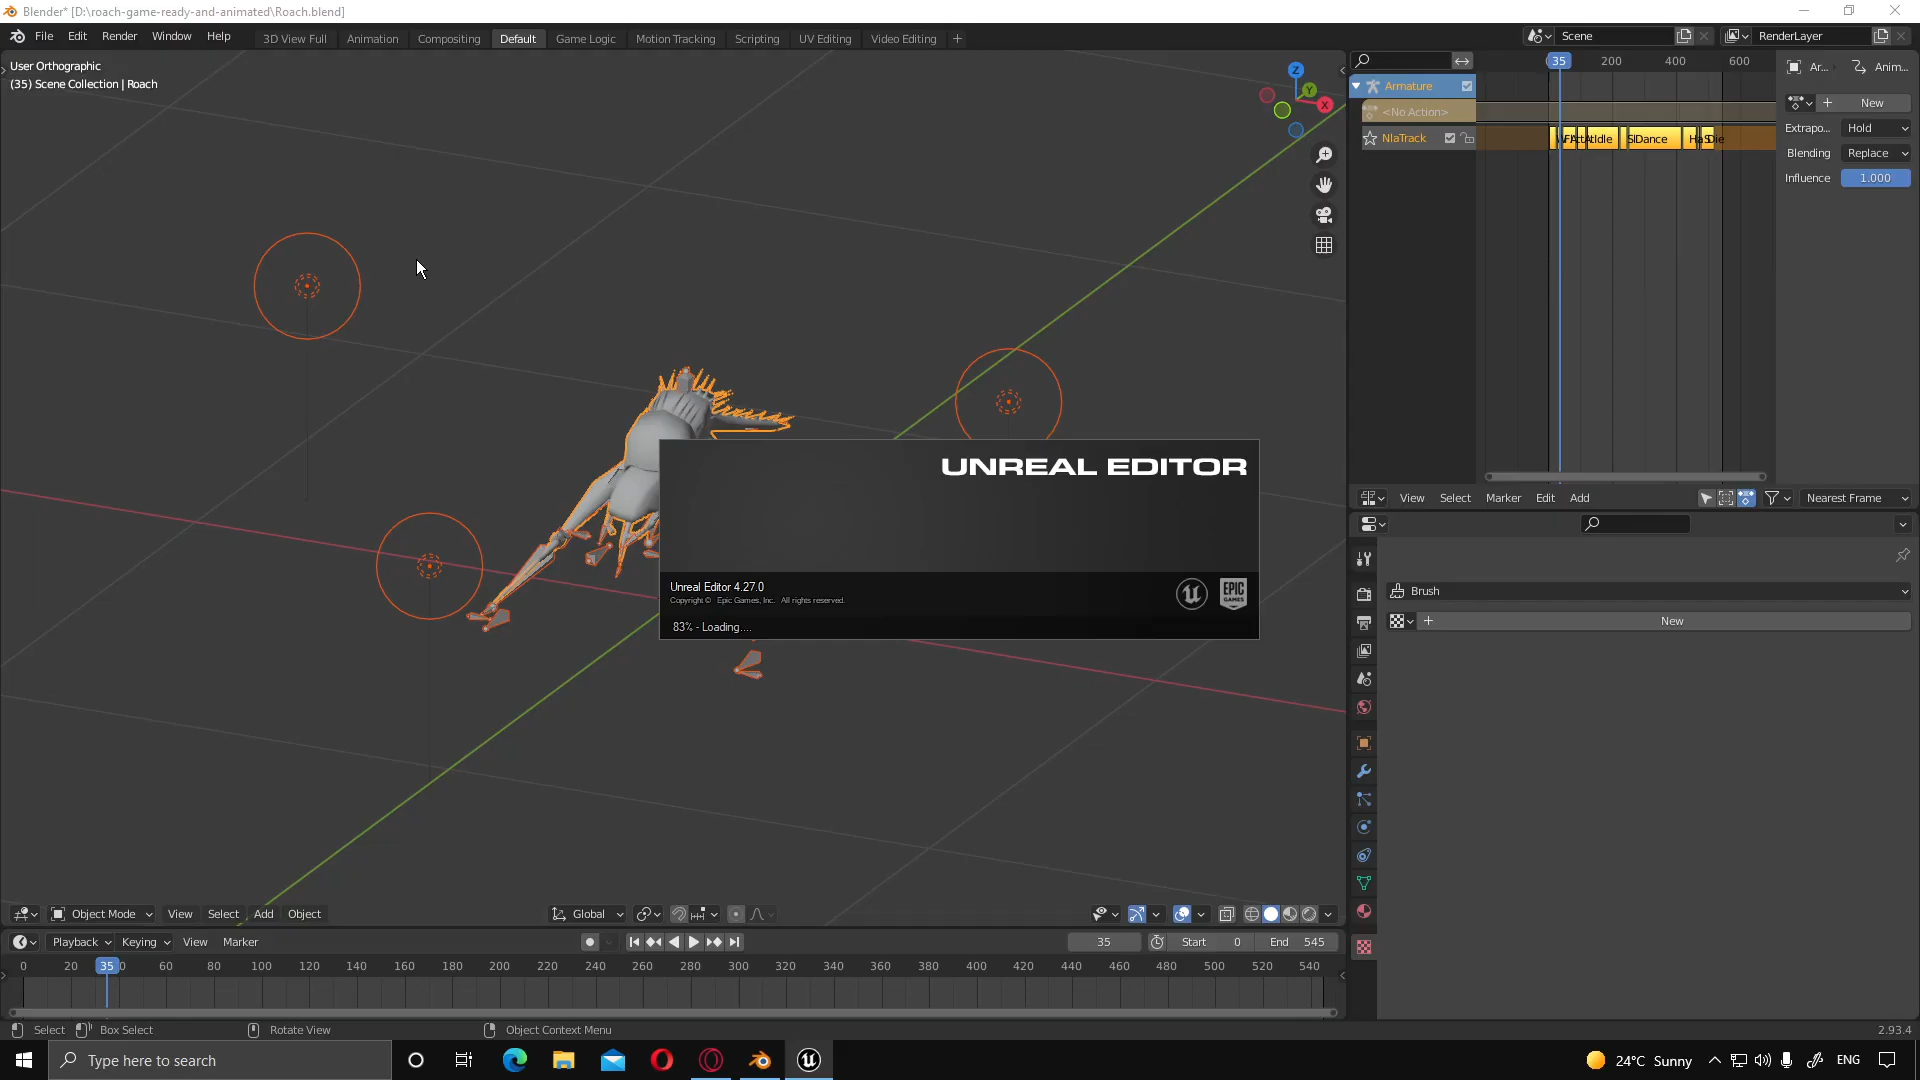 Blender* [D:\roach-game-ready-and-animated\Roach.blend]
File Edit Render Window Help 3D View Full Animation Compositing Default Game Logic Motion Tracking Scripting UV Editing Video Editing + Scene RenderLayer
User Orthographic
(35) Scene Collection | Roach
Z
Y
X
35 200 400 600
Ar... Anim...
Armature
<No Action>
New
Extrapo... Hold
NlaTrack
Idle
Dance
Die
Blending Replace
Influence 1.000
UNREAL EDITOR
Unreal Editor 4.27.0
Copyright © Epic Games, Inc. All rights reserved.
EPIC GAMES
83% - Loading....
View Select Marker Edit Add Nearest Frame
Brush
New
Object Mode View Select Add Object Global
Playback Keying View Marker 35 Start 0 End 545
0 20 35 60 80 100 120 140 160 180 200 220 240 260 280 300 320 340 360 380 400 420 440 460 480 500 520 540
Select Box Select Rotate View Object Context Menu 2.93.4
Type here to search 24°C Sunny ENG